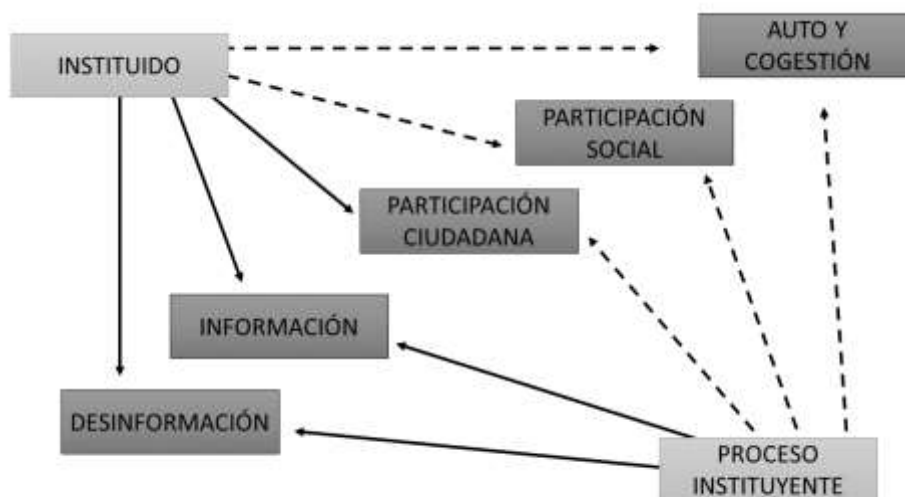 AUTO Y
COGESTIÓN
INSTITUIDO
PARTICIPACIÓN
SOCIAL
PARTICIPACIÓN
CIUDADANA
INFORMACIÓN
DESINFORMACIÓN
PROCESO
INSTITUYENTE